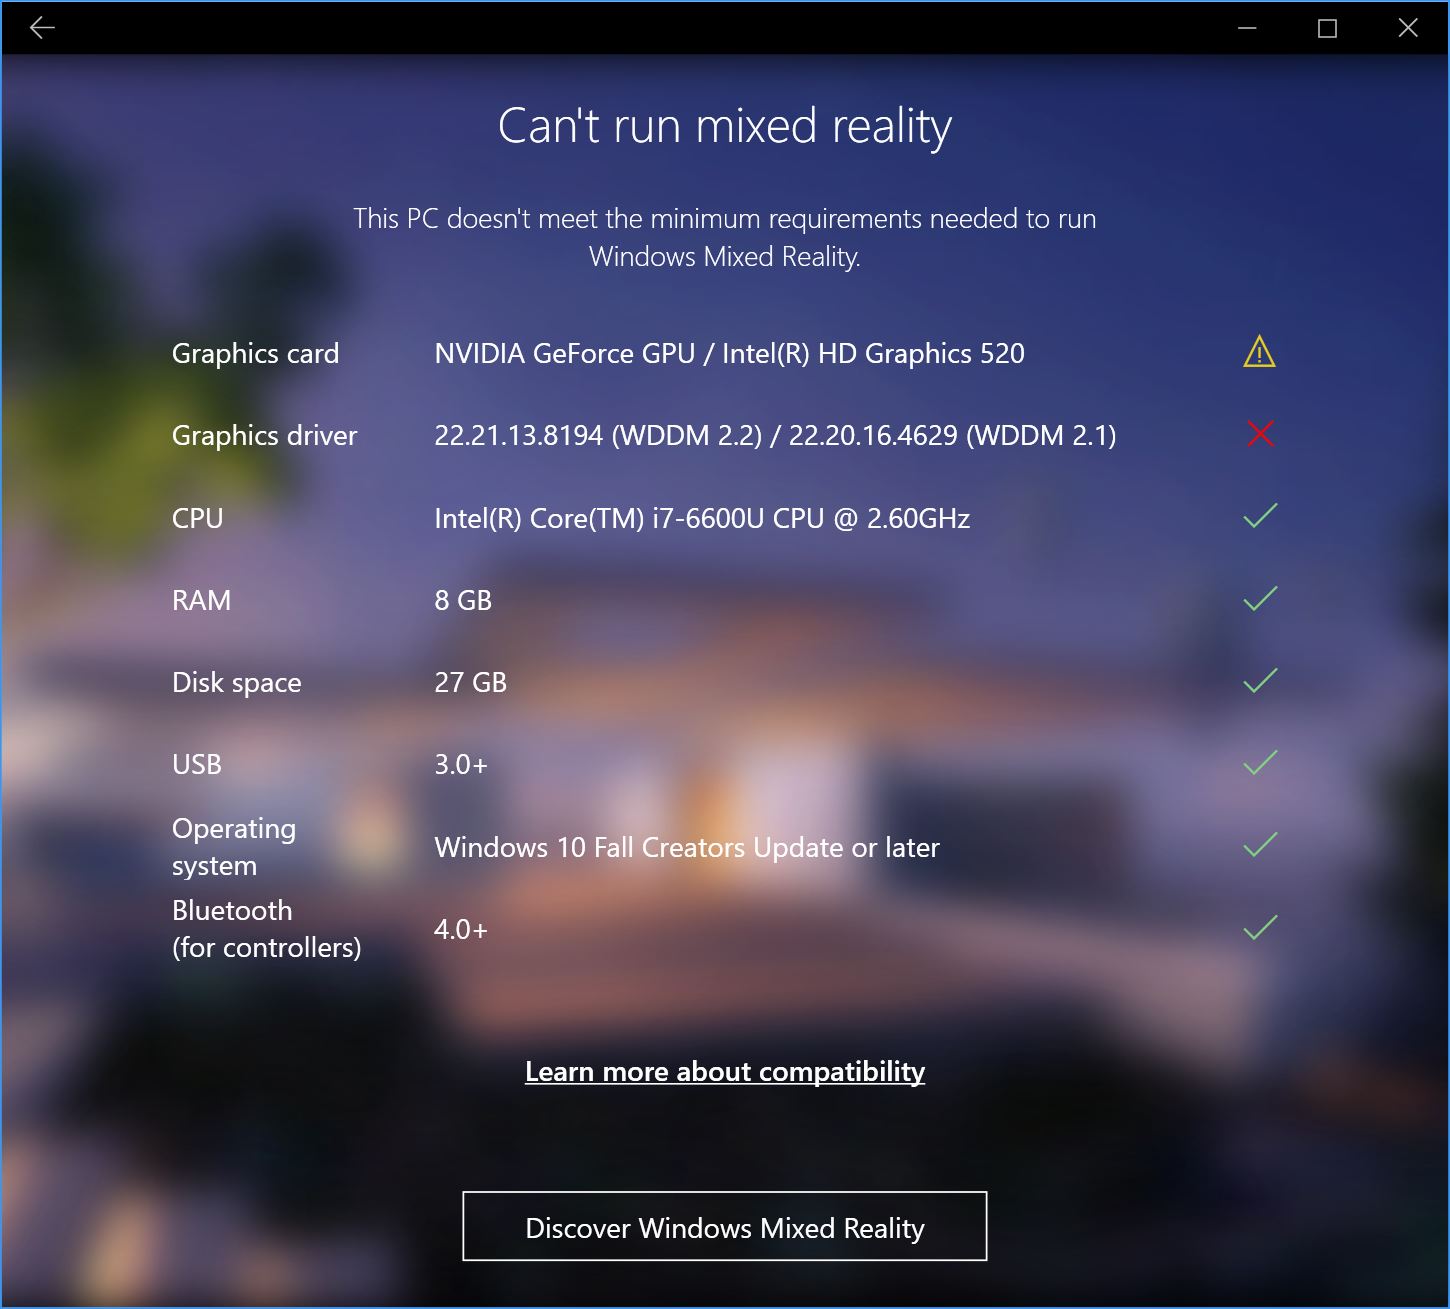 Can't run mixed reality
This PC doesn't meet the minimum requirements needed to run
Windows Mixed Reality.
Graphics card NVIDIA GeForce GPU / Intel(R) HD Graphics 520
Graphics driver 22.21.13.8194 (WDDM 2.2) / 22.20.16.4629 (WDDM 2.1)
CPU Intel(R) Core(TM) i7-6600U CPU @ 2.60GHz
RAM 8 GB
Disk space 27 GB
USB 3.0+
Operating
system
Windows 10 Fall Creators Update or later
Bluetooth
(for controllers)
4.0+
Learn more about compatibility
Discover Windows Mixed Reality